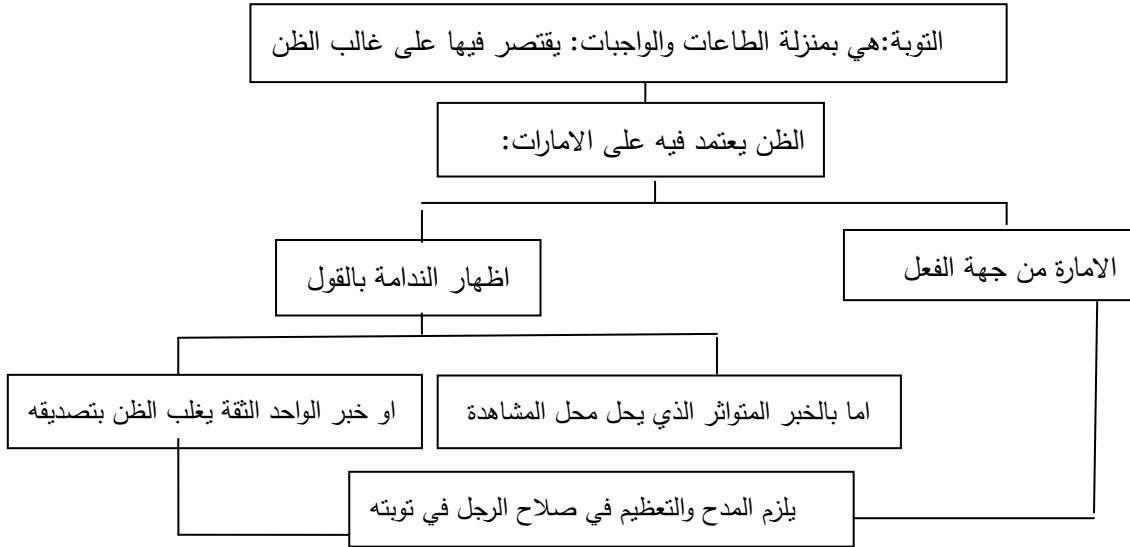 التوبة:هي بمنزلة الطاعات والواجبات: يقتصر فيها على غالب الظن
الظن يعتمد فيه على الامارات:
الامارة من جهة الفعل
اظهار الندامة بالقول
اما بالخبر المتواثر الذي يحل محل المشاهدة
او خبر الواحد الثقة يغلب الظن بتصديقه
يلزم المدح والتعظيم في صلاح الرجل في توبته